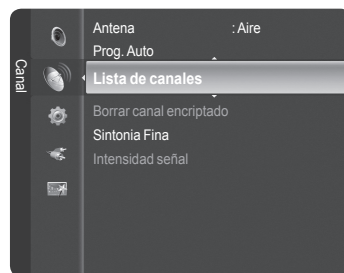 Canal
Antena : Aire
Prog. Auto
Lista de canales
Borrar canal encriptado
Sintonia Fina
Intensidad señal